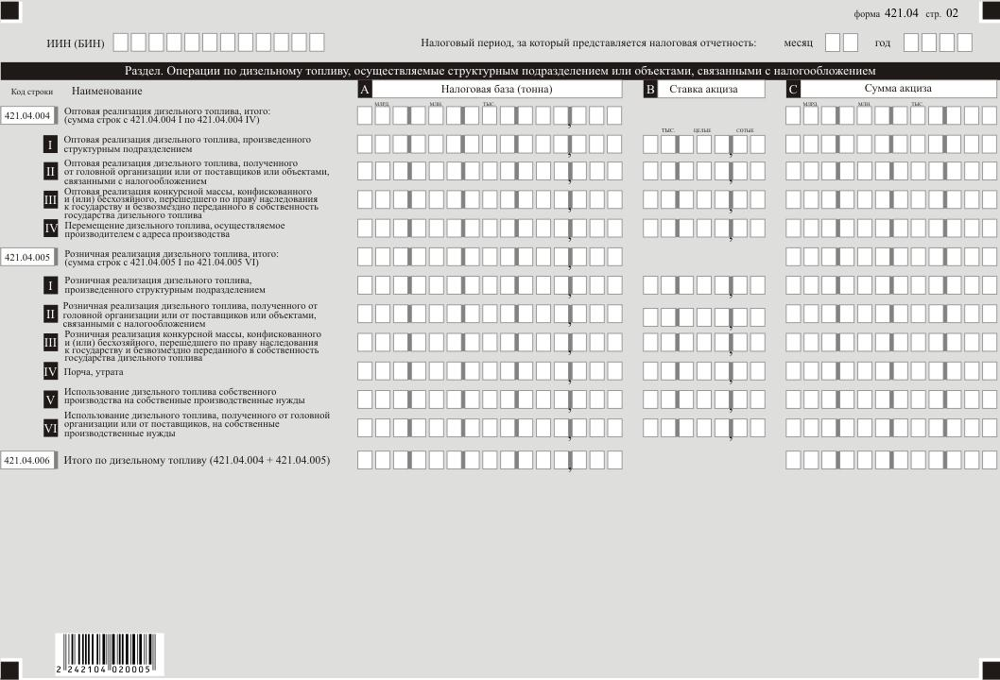 форма 421.04 стр. 02
ИИН (БИН)
Налоговый период, за который представляется налоговая отчетность: месяц год
Раздел. Операции по дизельному топливу, осуществляемые структурным подразделением или объектами, связанными с налогообложением
Код строки Наименование A Налоговая база (тонна) B Ставка акциза C Сумма акциза
МЛРД. МЛН. ТЫС. МЛРД. МЛН. ТЫС.
421.04.004 Оптовая реализация дизельного топлива, итого:
(сумма строк с 421.04.004 I по 421.04.004 IV)
,
ТЫС. ЦЕЛЫЕ СОТЫЕ
I Оптовая реализация дизельного топлива, произведенного
структурным подразделением
, ,
II Оптовая реализация дизельного топлива, полученного
от головной организации или от поставщиков или объектами,
связанными с налогообложением
, ,
III Оптовая реализация конкурсной массы, конфискованного
и (или) бесхозяйного, перешедшего по праву наследования
к государству и безвозмездно переданного в собственность
государства дизельного топлива
, ,
IV Перемещение дизельного топлива, осуществляемое
производителем с адреса производства
, ,
421.04.005 Розничная реализация дизельного топлива, итого:
(сумма строк с 421.04.005 I по 421.04.005 VI)
,
I Розничная реализация дизельного топлива,
произведенного структурным подразделением
, ,
II Розничная реализация дизельного топлива, полученного от
головной организации или от поставщиков или объектами,
связанными с налогообложением
, ,
III Розничная реализация конкурсной массы, конфискованного
и (или) бесхозяйного, перешедшего по праву наследования
к государству и безвозмездно переданного в собственность
государства дизельного топлива
, ,
IV Порча, утрата
, ,
V Использование дизельного топлива собственного
производства на собственные производственные нужды
, ,
VI Использование дизельного топлива, полученного от головной
организации или от поставщиков, на собственные
производственные нужды
, ,
421.04.006 Итого по дизельному топливу (421.04.004 + 421.04.005)
,
2 242104 020005